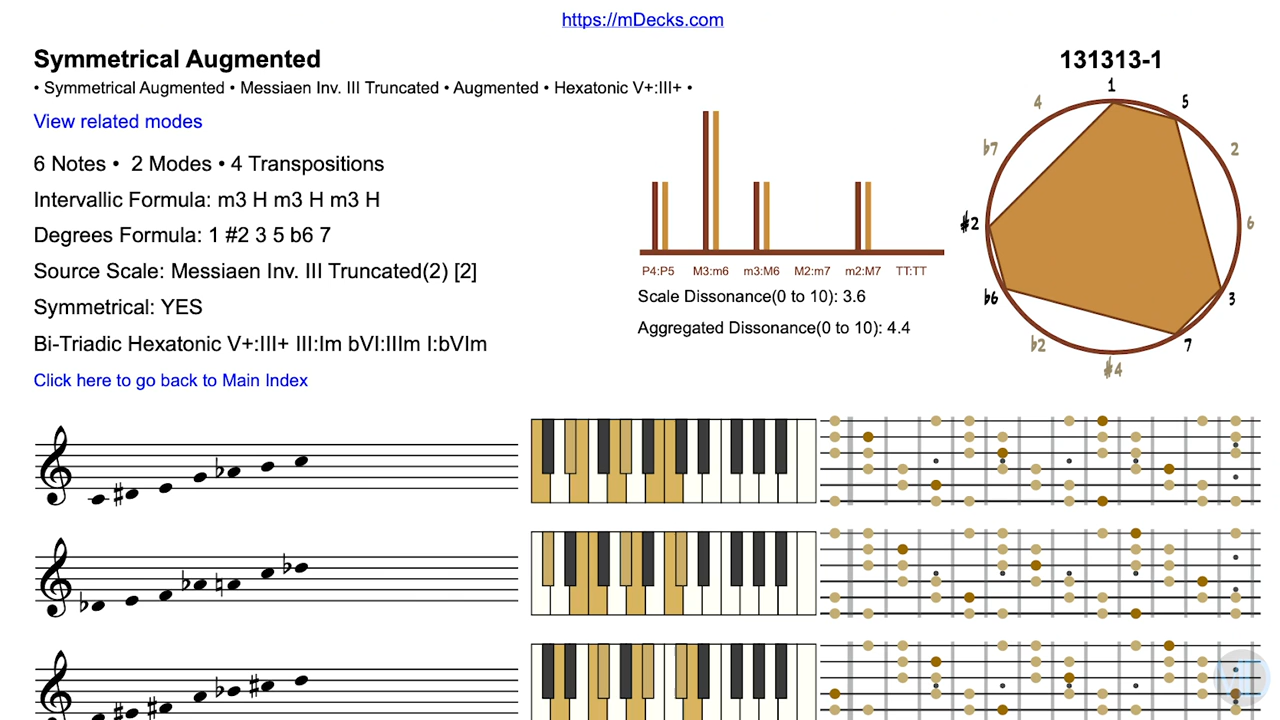 https://mDecks.com
Symmetrical Augmented
• Symmetrical Augmented • Messiaen Inv. III Truncated • Augmented • Hexatonic V+:III+ •
View related modes
6 Notes • 2 Modes • 4 Transpositions
Intervallic Formula: m3 H m3 H m3 H
Degrees Formula: 1 #2 3 5 b6 7
Source Scale: Messiaen Inv. III Truncated(2) [2]
Symmetrical: YES
Bi-Triadic Hexatonic V+:III+ III:Im bVI:IIIm I:bVIm
Click here to go back to Main Index
P4:P5 M3:m6 m3:M6 M2:m7 m2:M7 TT:TT
Scale Dissonance(0 to 10): 3.6
Aggregated Dissonance(0 to 10): 4.4
131313-1
1
5
2
6
3
7
#4
b2
b6
#2
b7
4